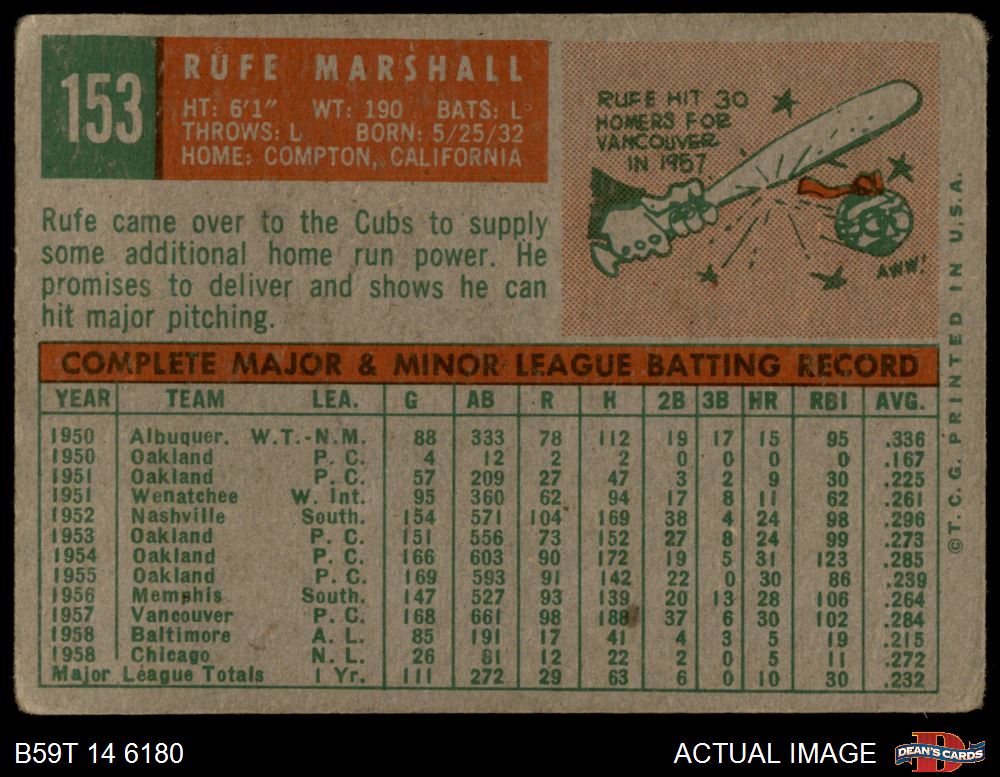 153
RUFE MARSHALL
HT: 6'1" WT: 190 BATS: L
THROWS: L BORN: 5/25/32
HOME: COMPTON, CALIFORNIA
RUFE HIT 30
HOMERS FOR
VANCOUVER
IN 1957
AWW!
Rufe came over to the Cubs to supply
some additional home run power. He
promises to deliver and shows he can
hit major pitching.
COMPLETE MAJOR & MINOR LEAGUE BATTING RECORD
YEAR TEAM LEA. G AB R H 2B 3B HR RBI AVG.
1950 Albuquer. W.T.-N.M. 88 333 78 112 19 17 15 95 .336
1950 Oakland P. C. 4 12 2 2 0 0 0 0 .167
1951 Oakland P. C. 57 209 27 47 3 2 9 30 .225
1951 Wenatchee W. Int. 95 360 62 94 17 8 11 62 .261
1952 Nashville South. 154 571 104 169 38 4 24 98 .296
1953 Oakland P. C. 151 556 73 152 27 8 24 99 .273
1954 Oakland P. C. 166 603 90 172 19 5 31 123 .285
1955 Oakland P. C. 169 593 91 142 22 0 30 86 .239
1956 Memphis South. 147 527 93 139 20 13 28 106 .264
1957 Vancouver P. C. 168 661 98 188 37 6 30 102 .284
1958 Baltimore A. L. 85 191 17 41 4 3 5 19 .215
1958 Chicago N. L. 26 81 12 22 2 0 5 11 .272
Major League Totals 1 Yr. 111 272 29 63 6 0 10 30 .232
©T.C.G. PRINTED IN U.S.A.
B59T 14 6180
ACTUAL IMAGE
DEAN'S CARDS